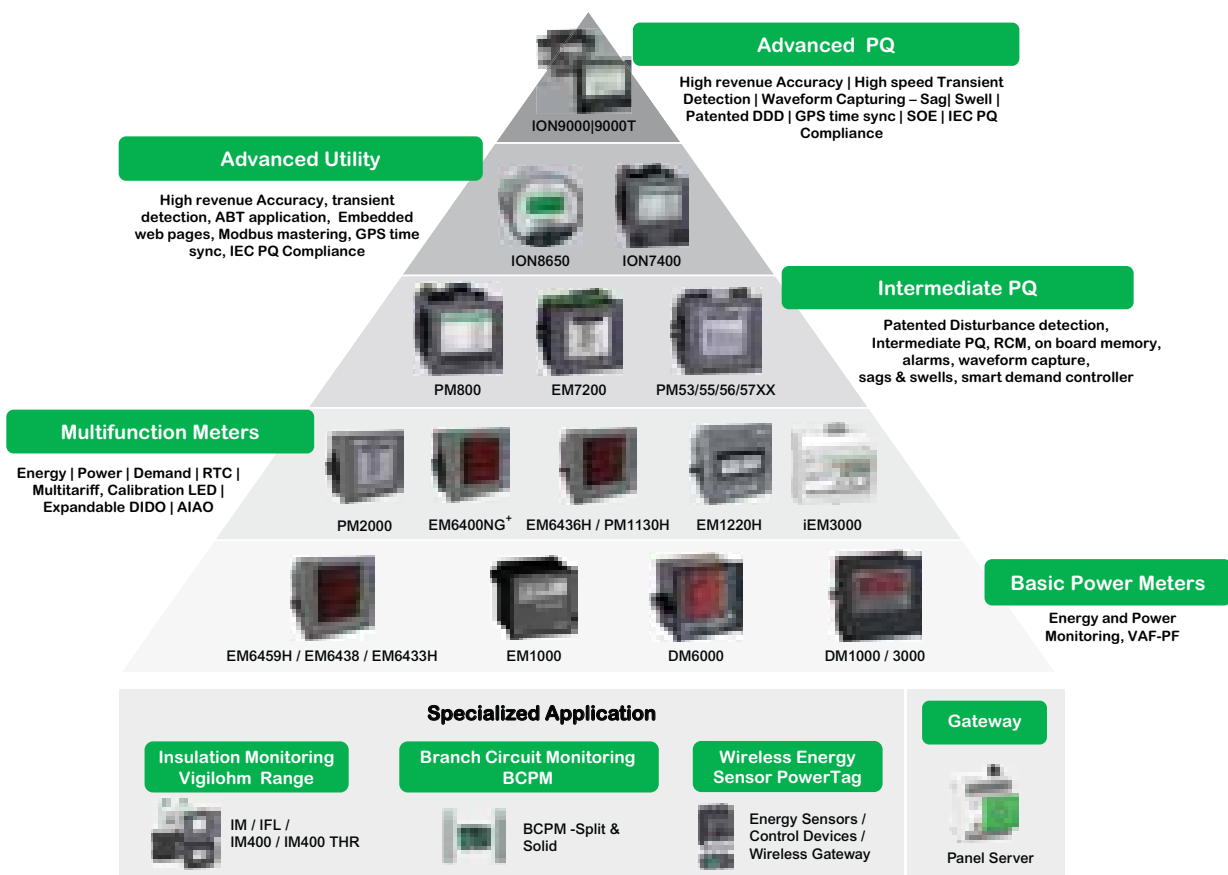 Advanced PQ
High revenue Accuracy | High speed Transient
Detection | Waveform Capturing – Sag| Swell |
Patented DDD | GPS time sync | SOE | IEC PQ
Compliance
ION9000|9000T
Advanced Utility
High revenue Accuracy, transient
detection, ABT application, Embedded
web pages, Modbus mastering, GPS time
sync, IEC PQ Compliance
ION8650
ION7400
Intermediate PQ
Patented Disturbance detection,
Intermediate PQ, RCM, on board memory,
alarms, waveform capture,
sags & swells, smart demand controller
PM800
EM7200
PM53/55/56/57XX
Multifunction Meters
Energy | Power | Demand | RTC |
Multitariff, Calibration LED |
Expandable DIDO | AIAO
PM2000
EM6400NG+
EM6436H / PM1130H
EM1220H
iEM3000
Basic Power Meters
Energy and Power
Monitoring, VAF-PF
EM6459H / EM6438 / EM6433H
EM1000
DM6000
DM1000 / 3000
Specialized Application
Insulation Monitoring
Vigilohm Range
IM / IFL /
IM400 / IM400 THR
Branch Circuit Monitoring
BCPM
BCPM -Split &
Solid
Wireless Energy
Sensor PowerTag
Energy Sensors /
Control Devices /
Wireless Gateway
Gateway
Panel Server